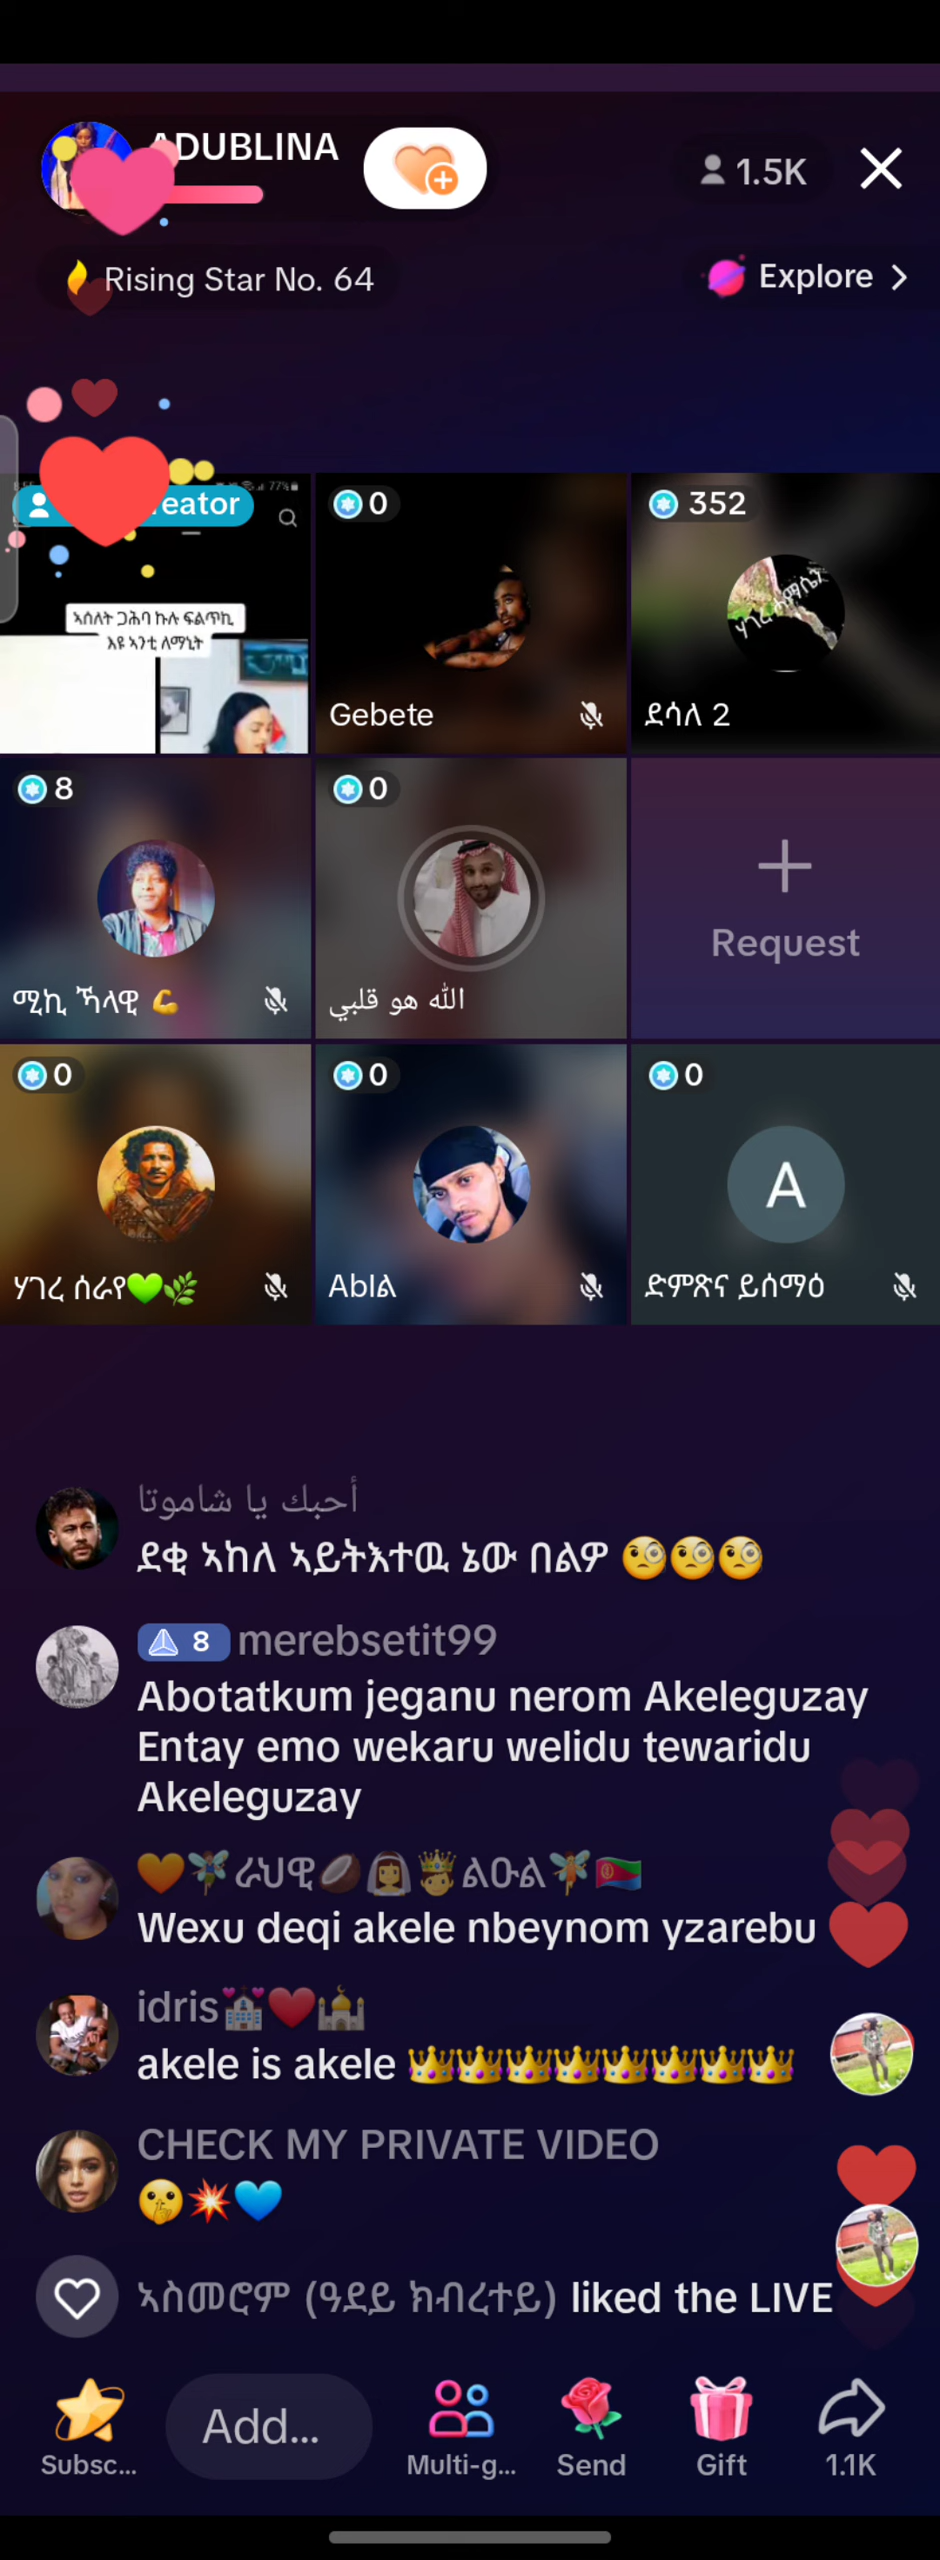 ADUBLINA
1.5K
Rising Star No. 64
Explore
77%
eator
ኣሰለት ጋሕባ ኩሉ ፍልጥኪ
እዩ ኣንቲ ለማኒት
0
352
Gebete
ደሳለ 2
8
0
Request
ሚኪ ኻላዊ 💪
الله هو قلبي
0
0
0
A
ሃገረ ሰራየ💚🌿
Ablል
ድምጽና ይሰማዕ
أحبك يا شاموتا
ደቂ ኣከለ ኣይትእተዉ ኔው በልዎ 🧐🧐🧐
8 merebsetit99
Abotatkum jeganu nerom Akeleguzay
Entay emo wekaru welidu tewaridu
Akeleguzay
🧡🧚ራህዊ🥥👰🤴ልዑል🧚🇪🇷
Wexu deqi akele nbeynom yzarebu
idris💒❤️🕌
akele is akele 👑👑👑👑👑👑👑👑
CHECK MY PRIVATE VIDEO
🤫💥💙
ኣስመሮም (ዓደይ ክብረተይ) liked the LIVE
Add...
Subsc...
Multi-g...
Send
Gift
1.1K